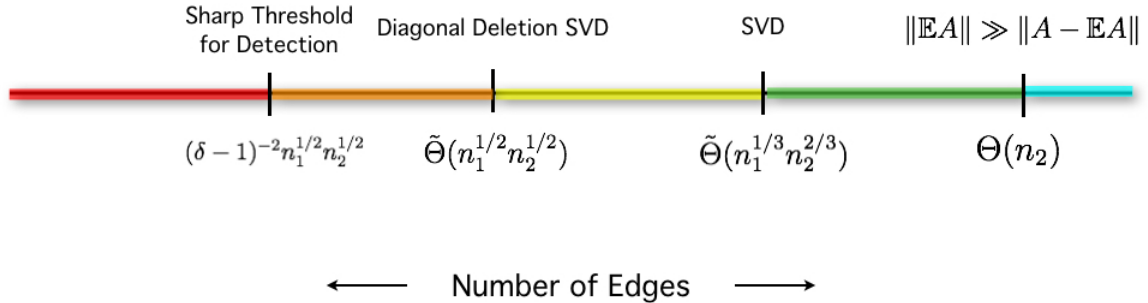 Sharp Threshold
for Detection
Diagonal Deletion SVD
SVD
‖𝔼A‖ ≫ ‖A − 𝔼A‖
(δ − 1)^{−2} n_1^{1/2} n_2^{1/2}
Θ̃(n_1^{1/2} n_2^{1/2})
Θ̃(n_1^{1/3} n_2^{2/3})
Θ(n_2)
Number of Edges